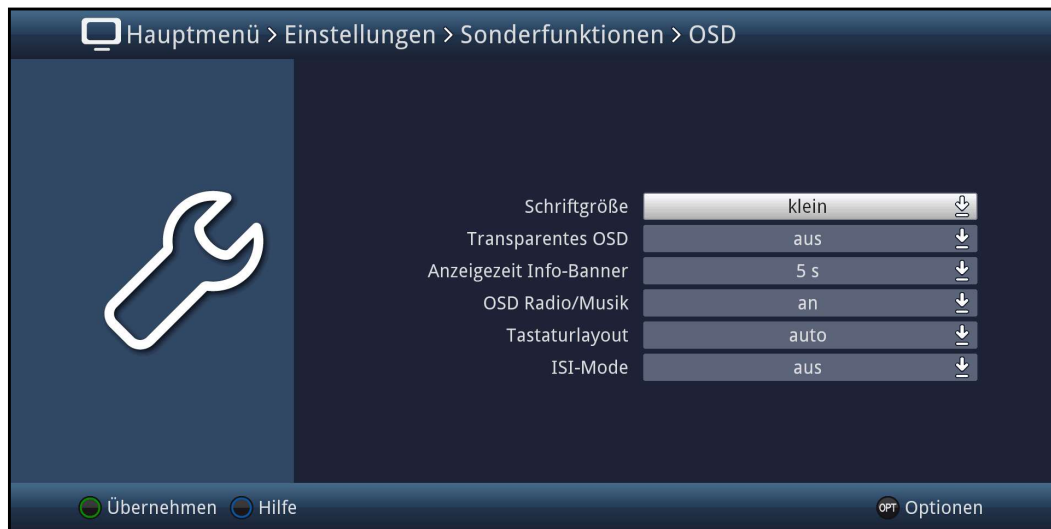 Hauptmenü > Einstellungen > Sonderfunktionen > OSD
Schriftgröße klein
Transparentes OSD aus
Anzeigezeit Info-Banner 5 s
OSD Radio/Musik an
Tastaturlayout auto
ISI-Mode aus
Übernehmen Hilfe OPT Optionen